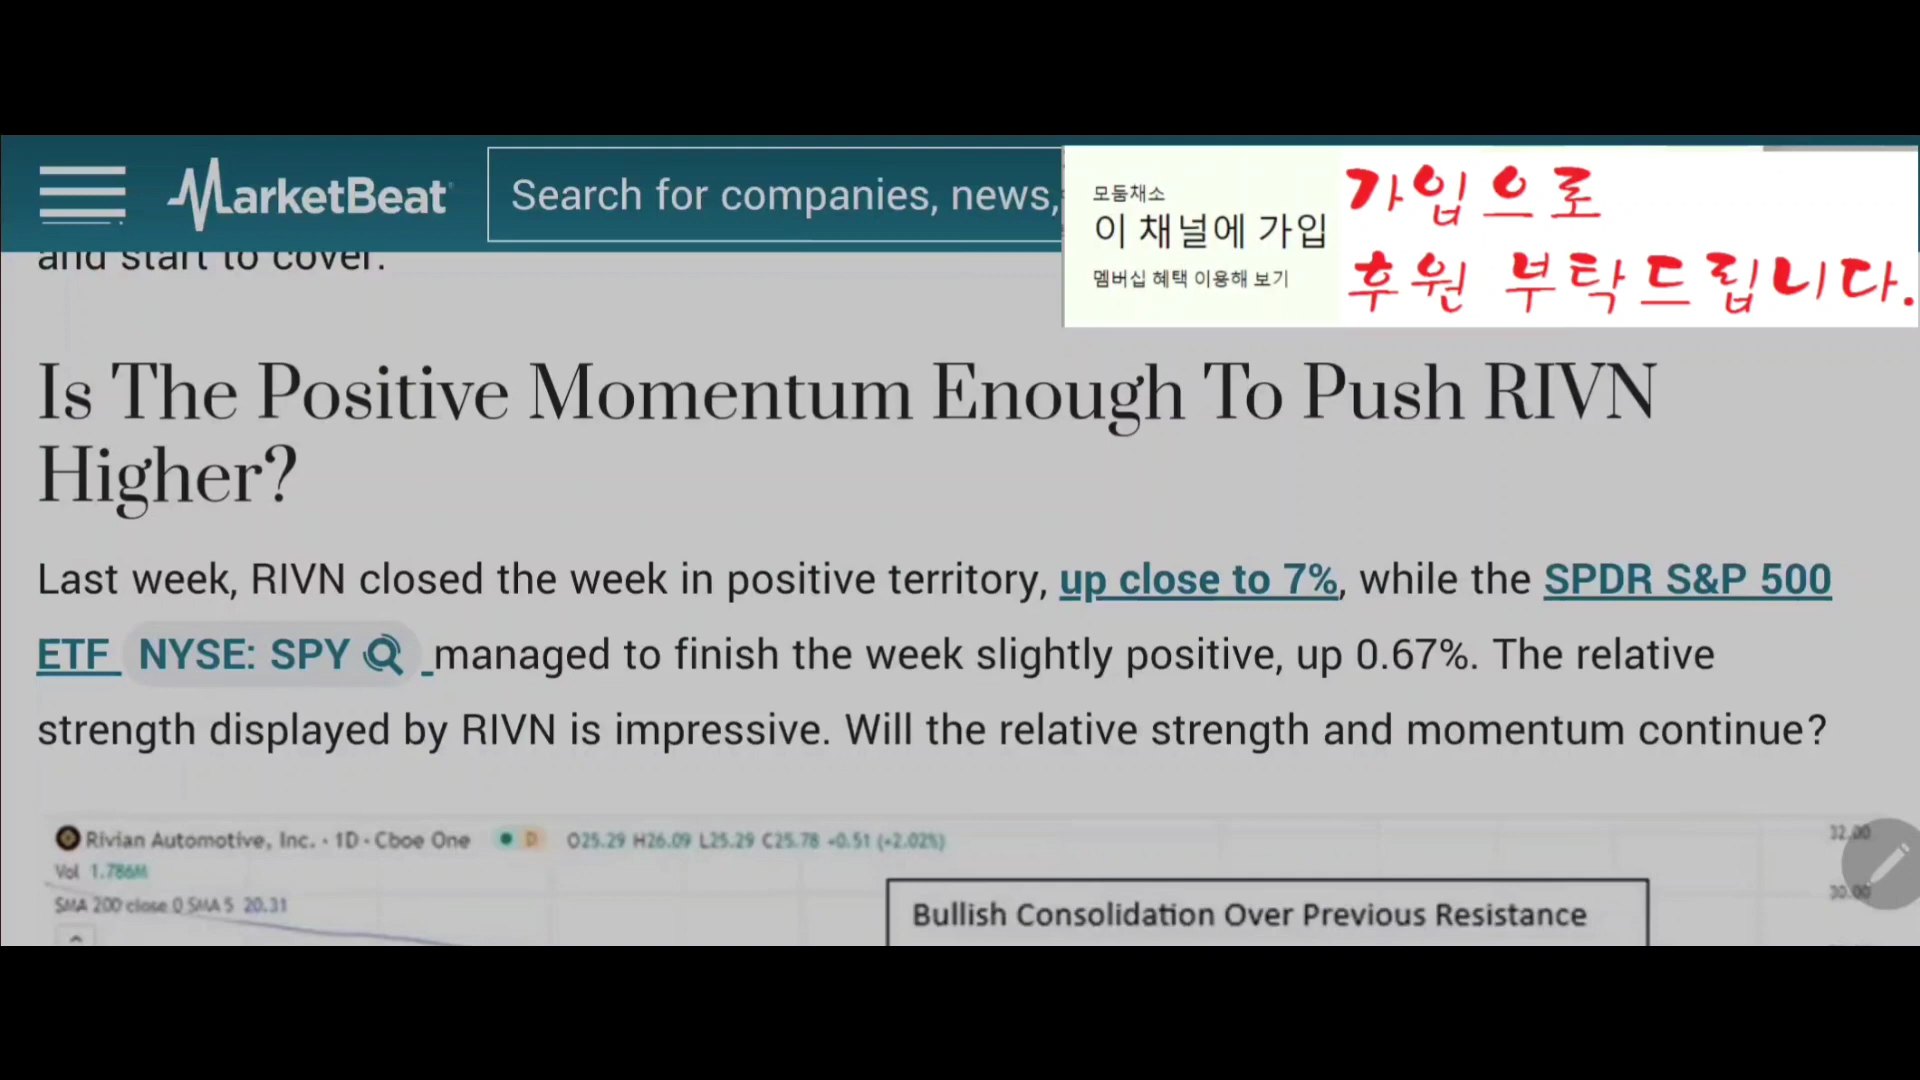 MarketBeat
Search for companies, news,
모둠채소
이 채널에 가입
멤버십 혜택 이용해 보기
가입으로
후원 부탁드립니다.
and start to cover.
Is The Positive Momentum Enough To Push RIVN
Higher?
Last week, RIVN closed the week in positive territory, up close to 7%, while the SPDR S&P 500
ETF NYSE: SPY managed to finish the week slightly positive, up 0.67%. The relative
strength displayed by RIVN is impressive. Will the relative strength and momentum continue?
Rivian Automotive, Inc. · 1D · Cboe One D O25.29 H26.09 L25.29 C25.78 +0.51 (+2.02%)
32.00
Vol 1.786M
30.00
SMA 200 close 0 SMA 5 20.31
Bullish Consolidation Over Previous Resistance